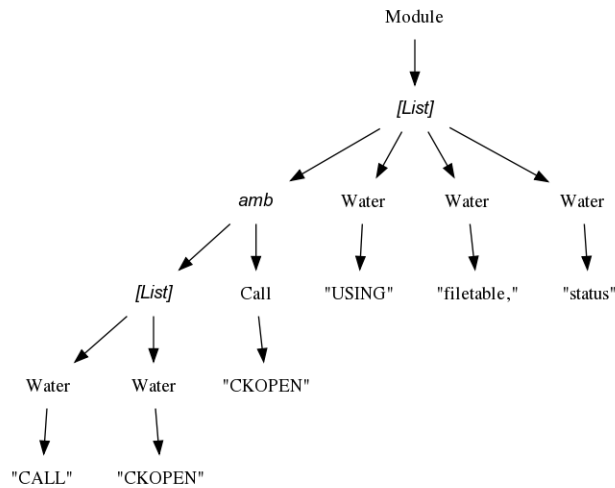 Module
[List]
amb Water Water Water
[List] Call "USING" "filetable," "status"
Water Water "CKOPEN"
"CALL" "CKOPEN"